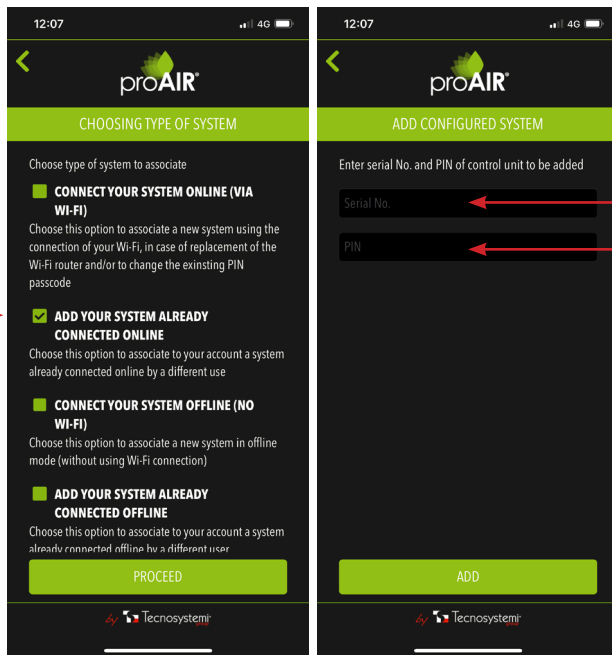 12:07
4G
proAIR®
CHOOSING TYPE OF SYSTEM
Choose type of system to associate
CONNECT YOUR SYSTEM ONLINE (VIA
WI-FI)
Choose this option to associate a new system using the
connection of your Wi-Fi, in case of replacement of the
Wi-Fi router and/or to change the exinsting PIN
passcode
ADD YOUR SYSTEM ALREADY
CONNECTED ONLINE
Choose this option to associate to your account a system
already connected online by a different use
CONNECT YOUR SYSTEM OFFLINE (NO
WI-FI)
Choose this option to associate a new system in offline
mode (without using Wi-Fi connection)
ADD YOUR SYSTEM ALREADY
CONNECTED OFFLINE
Choose this option to associate to your account a system
already connected offline by a different user
PROCEED
by Tecnosystemi
12:07
4G
proAIR®
ADD CONFIGURED SYSTEM
Enter serial No. and PIN of control unit to be added
Serial No.
PIN
ADD
by Tecnosystemi